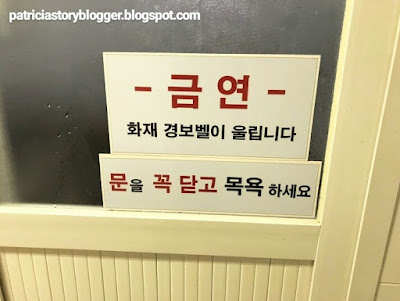 patriciastoryblogger.blogspot.com
- 금연 -
화재 경보벨이 울립니다
문을 꼭 닫고 목욕 하세요